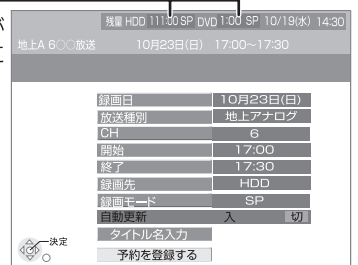 が
残量 HDD 111:00 SP DVD 1:00 SP 10/19(水) 14:30
に
地上A 6〇〇放送 10月23日(日) 17:00~17:30
録画日 10月23日(日)
放送種別 地上アナログ
CH 6
開始 17:00
終了 17:30
録画先 HDD
録画モード SP
自動更新 入 切
タイトル名入力
決定
予約を登録する